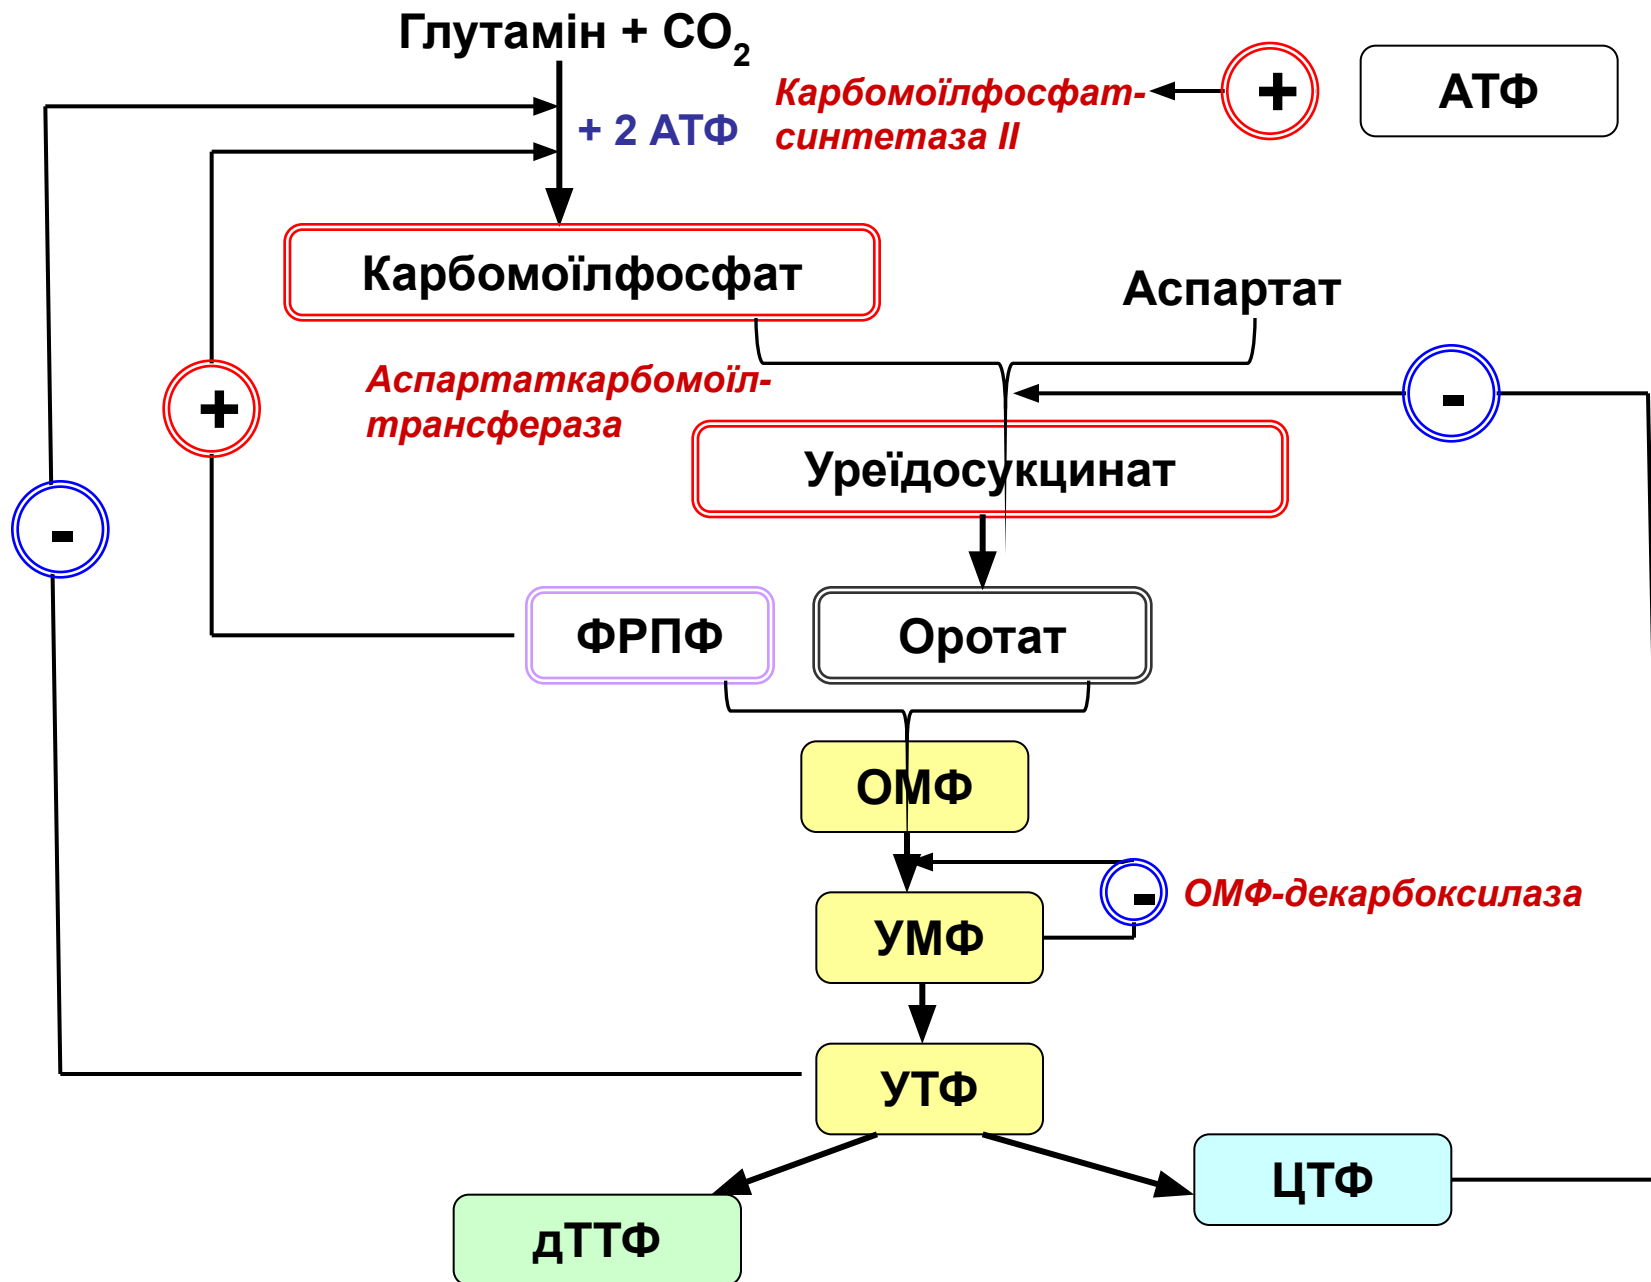 Глутамін + CO2
Карбомоїлфосфат-
синтетаза II
+
АТФ
+ 2 АТФ
Карбомоїлфосфат
Аспартат
+
Аспартаткарбомоїл-
трансфераза
-
Уреїдосукцинат
-
ФРПФ
Оротат
ОМФ
-
ОМФ-декарбоксилаза
УМФ
УТФ
ЦТФ
дТТФ